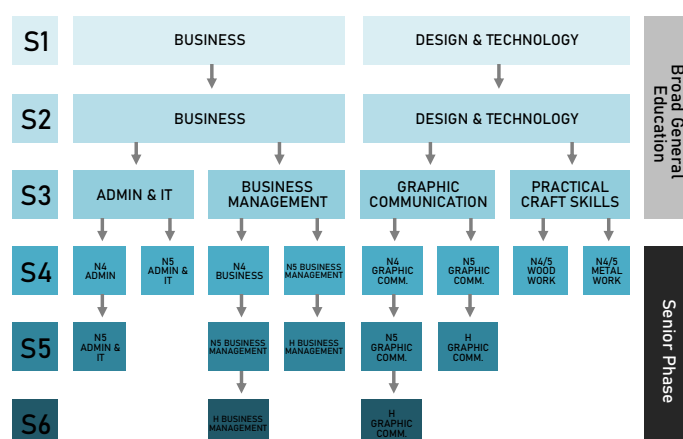 S1
BUSINESS
DESIGN & TECHNOLOGY
Broad General
Education
S2
BUSINESS
DESIGN & TECHNOLOGY
S3
ADMIN & IT
BUSINESS
MANAGEMENT
GRAPHIC
COMMUNICATION
PRACTICAL
CRAFT SKILLS
S4
N4
ADMIN
N5
ADMIN &
IT
N4
BUSINESS
N5 BUSINESS
MANAGEMENT
N4
GRAPHIC
COMM.
N5
GRAPHIC
COMM.
N4/5
WOOD
WORK
N4/5
METAL
WORK
Senior Phase
S5
N5
ADMIN &
IT
N5 BUSINESS
MANAGEMENT
H BUSINESS
MANAGEMENT
N5
GRAPHIC
COMM.
H
GRAPHIC
COMM.
S6
H BUSINESS
MANAGEMENT
H
GRAPHIC
COMM.